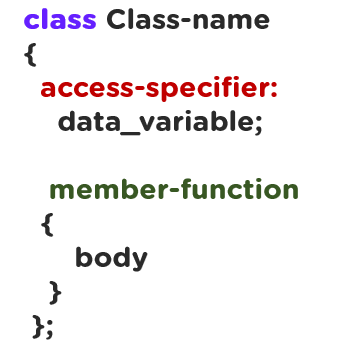 class Class-name
{
access-specifier:
data_variable;
member-function
{
body
}
};